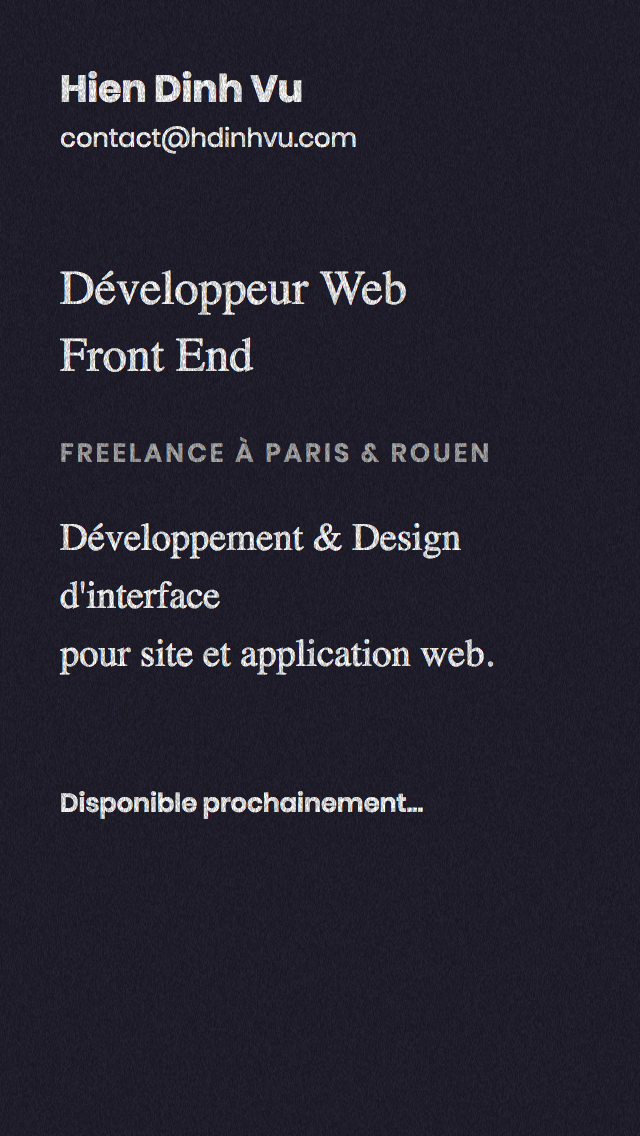 Hien Dinh Vu
contact@hdinhvu.com
Développeur Web
Front End
FREELANCE À PARIS & ROUEN
Développement & Design
d'interface
pour site et application web.
Disponible prochainement...